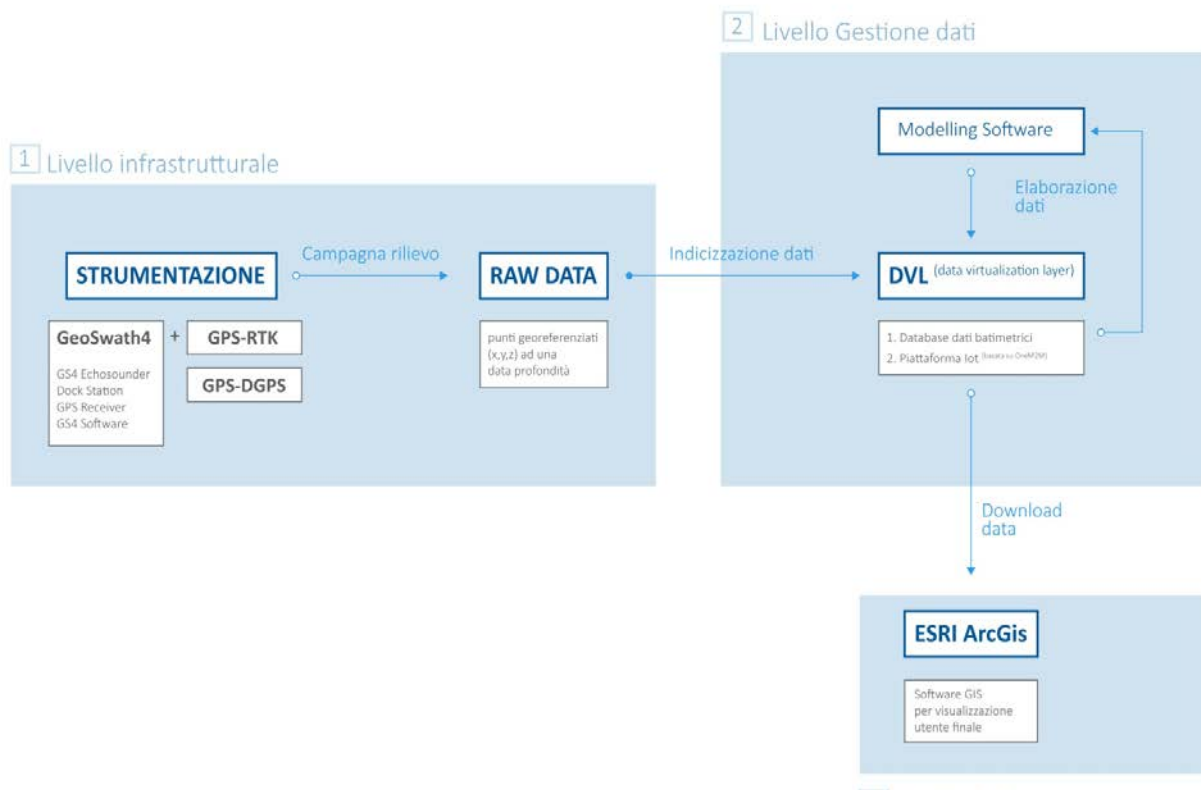 2 Livello Gestione dati
Modelling Software
1 Livello infrastrutturale
Elaborazione
dati
Campagna rilievo
Indicizzazione dati
STRUMENTAZIONE
RAW DATA
DVL (data virtualization layer)
GeoSwath4
+
GPS-RTK
GS4 Echosounder
Dock Station
GPS Receiver
GS4 Software
GPS-DGPS
punti georeferenziati
(x,y,z) ad una
data profondità
1. Database dati batimetrici
2. Piattaforma Iot (basata su OneM2M)
Download
data
ESRI ArcGis
Software GIS
per visualizzazione
utente finale